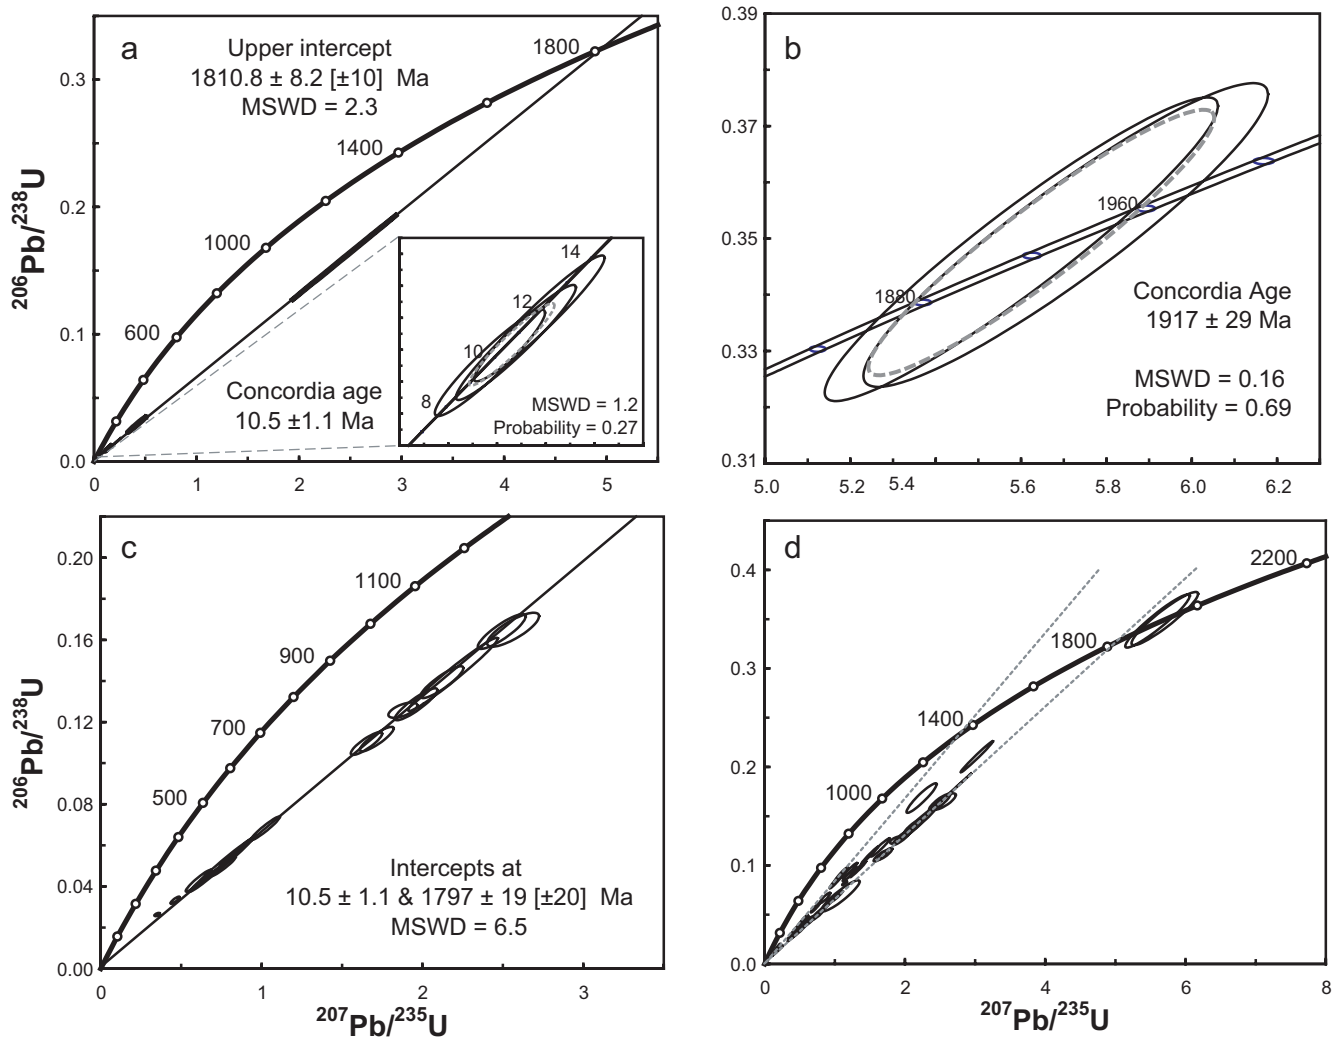 a
Upper intercept
1810.8 ± 8.2 [±10] Ma
MSWD = 2.3
1800
1400
1000
600
0.3
0.2
0.1
0.0
206Pb/238U
14
12
10
8
MSWD = 1.2
Probability = 0.27
Concordia age
10.5 ±1.1 Ma
0 1 2 3 4 5
b
0.39
0.37
0.35
0.33
0.31
1960
1880
Concordia Age
1917 ± 29 Ma
MSWD = 0.16
Probability = 0.69
5.0 5.2 5.4 5.6 5.8 6.0 6.2
c
0.20
0.16
0.12
0.08
0.04
0.00
206Pb/238U
1100
900
700
500
Intercepts at
10.5 ± 1.1 & 1797 ± 19 [±20] Ma
MSWD = 6.5
0 1 2 3
207Pb/235U
d
0.4
0.3
0.2
0.1
0.0
2200
1800
1400
1000
0 2 4 6 8
207Pb/235U